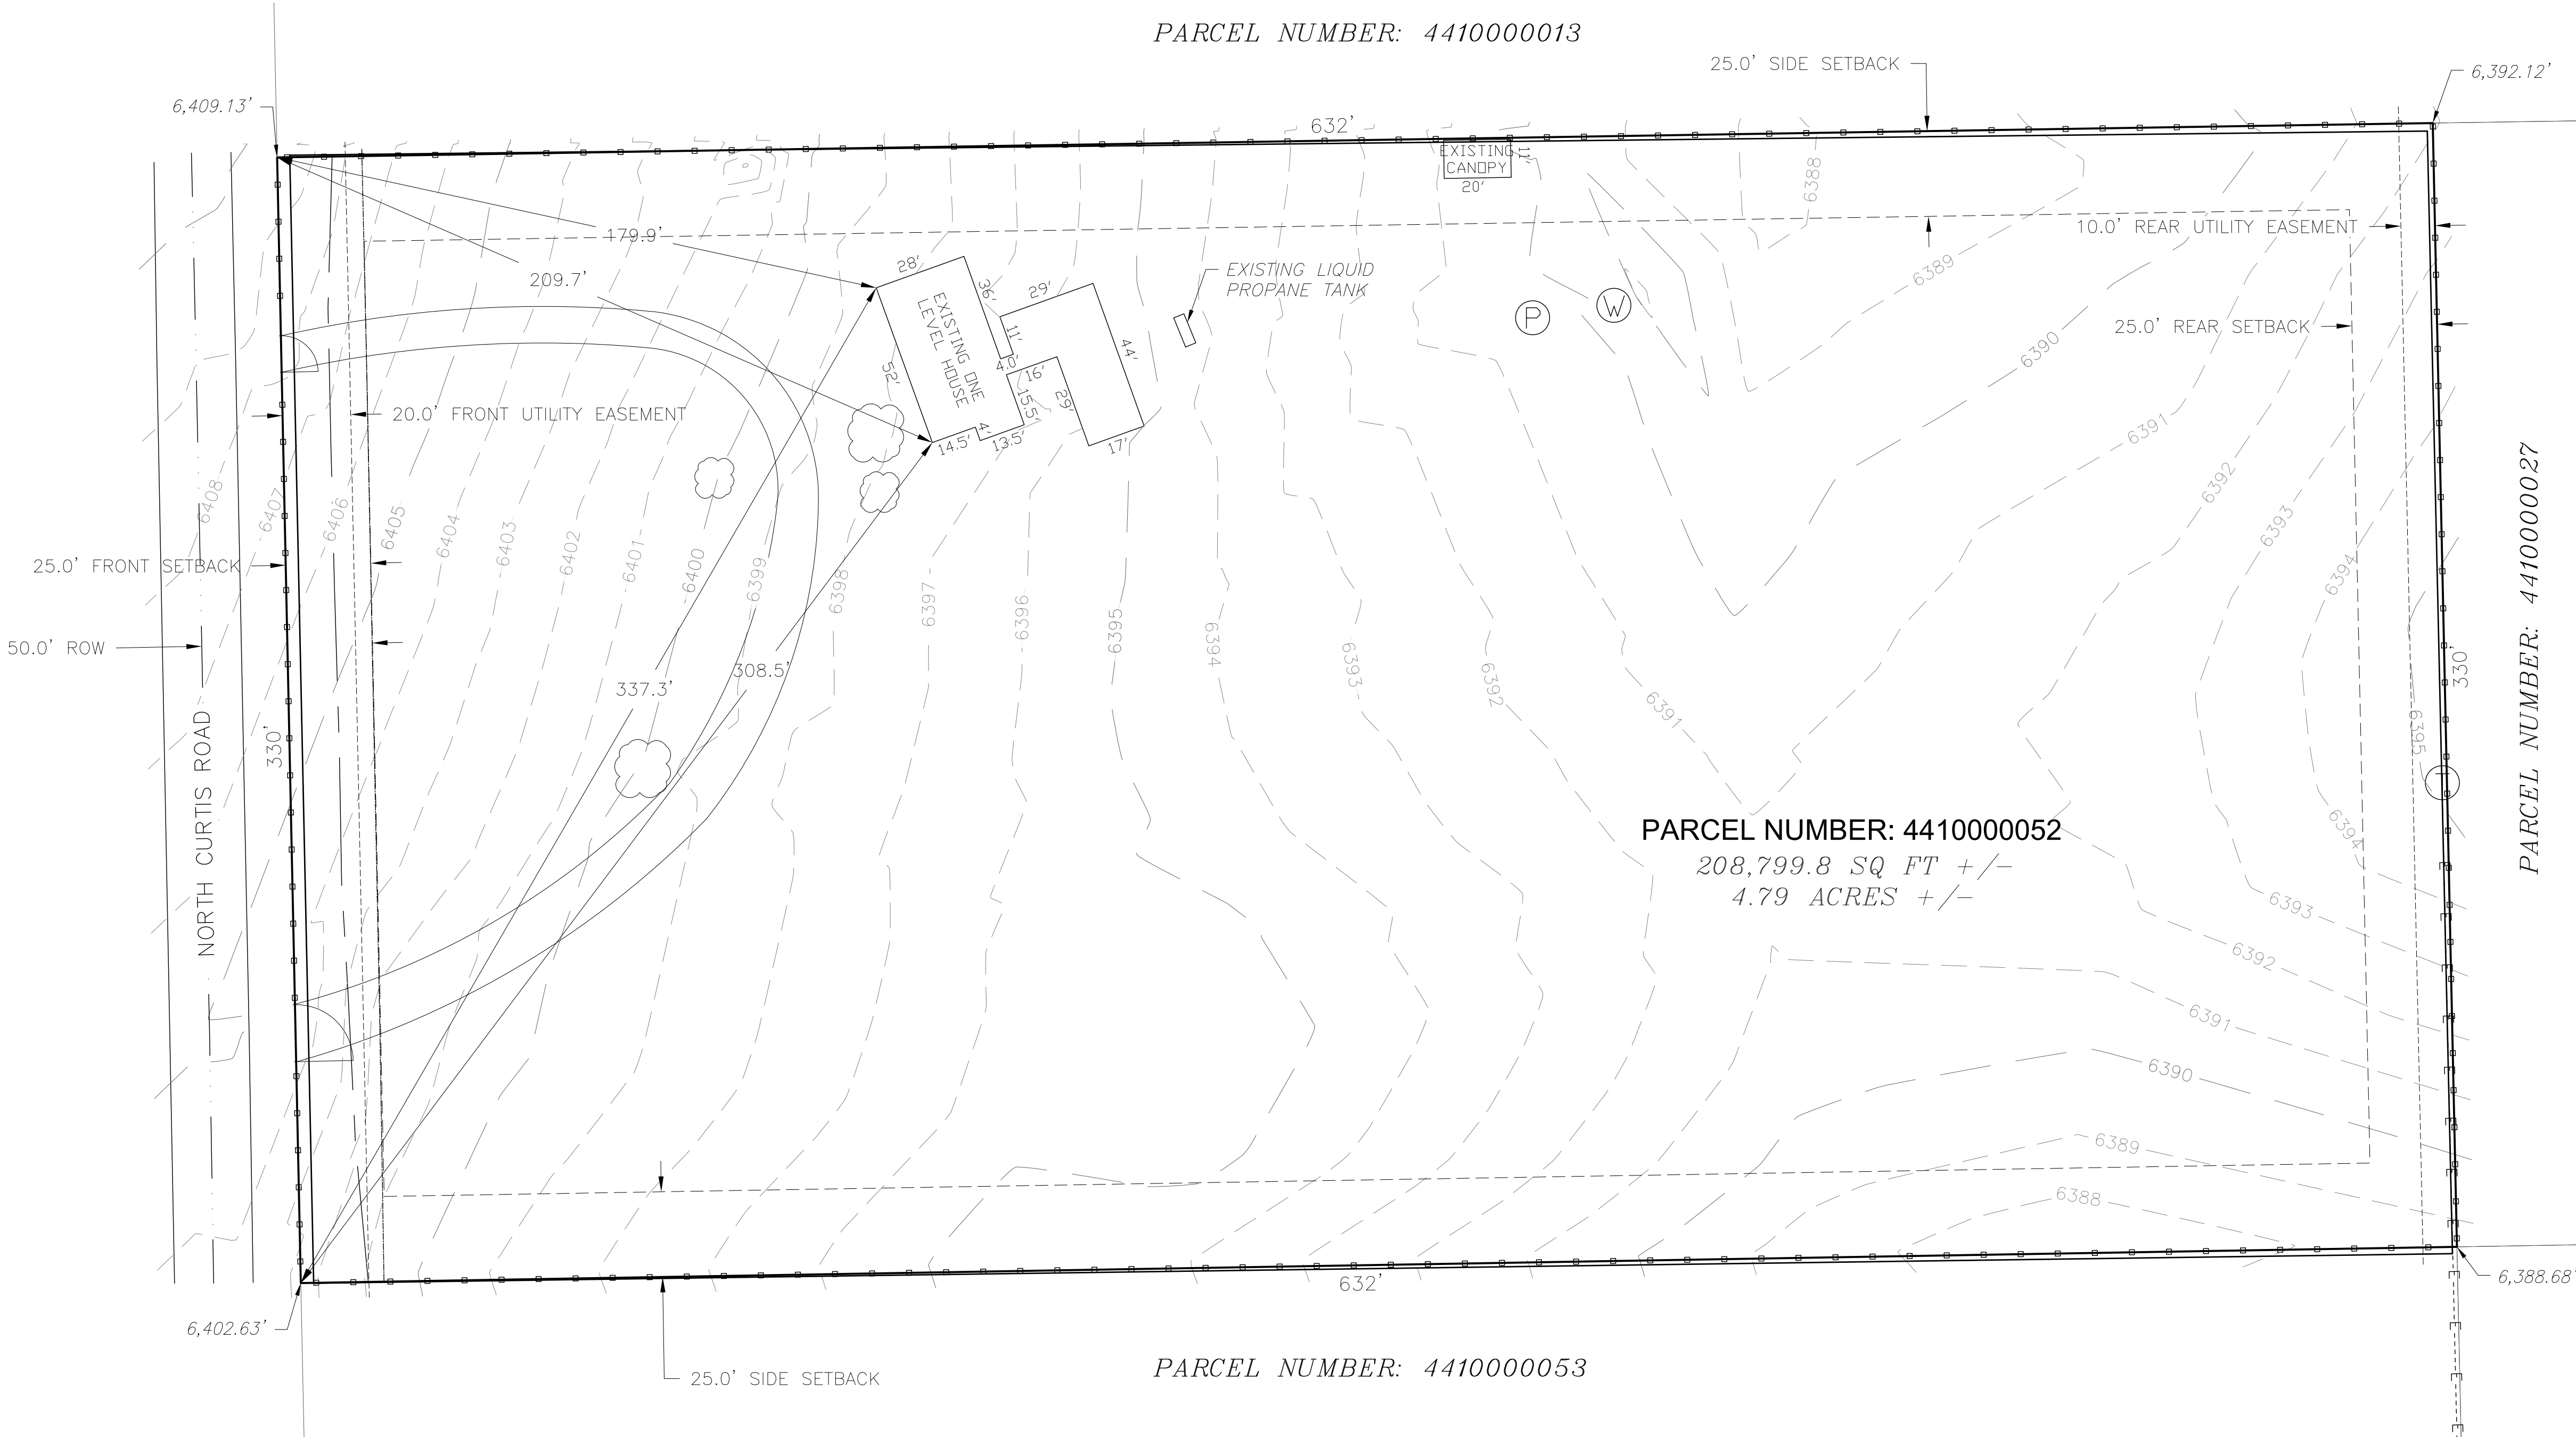 PARCEL NUMBER: 4410000013
25.0' SIDE SETBACK
6,392.12'
6,409.13'
632'
EXISTING
CANOPY
11'
20'
6388
10.0' REAR UTILITY EASEMENT
179.9'
209.7'
28'
EXISTING ONE
LEVEL HOUSE
36'
29'
11'
4.0'
16'
15.5'
29'
44'
52'
14.5'
4'
13.5'
17'
EXISTING LIQUID
PROPANE TANK
P
W
6389
25.0' REAR SETBACK
6390
6391
6392
6393
6394
6395
20.0' FRONT UTILITY EASEMENT
6408
6407
6406
6405
6404
6403
6402
6401
6400
6399
6398
6397
6396
6395
6394
6393
6392
6391
25.0' FRONT SETBACK
50.0' ROW
NORTH CURTIS ROAD
330'
337.3'
308.5'
330'
PARCEL NUMBER: 4410000027
T
PARCEL NUMBER: 4410000052
208,799.8 SQ FT +/-
4.79 ACRES +/-
6394
6393
6392
6391
6390
6389
6388
632'
6,388.68'
6,402.63'
25.0' SIDE SETBACK
PARCEL NUMBER: 4410000053